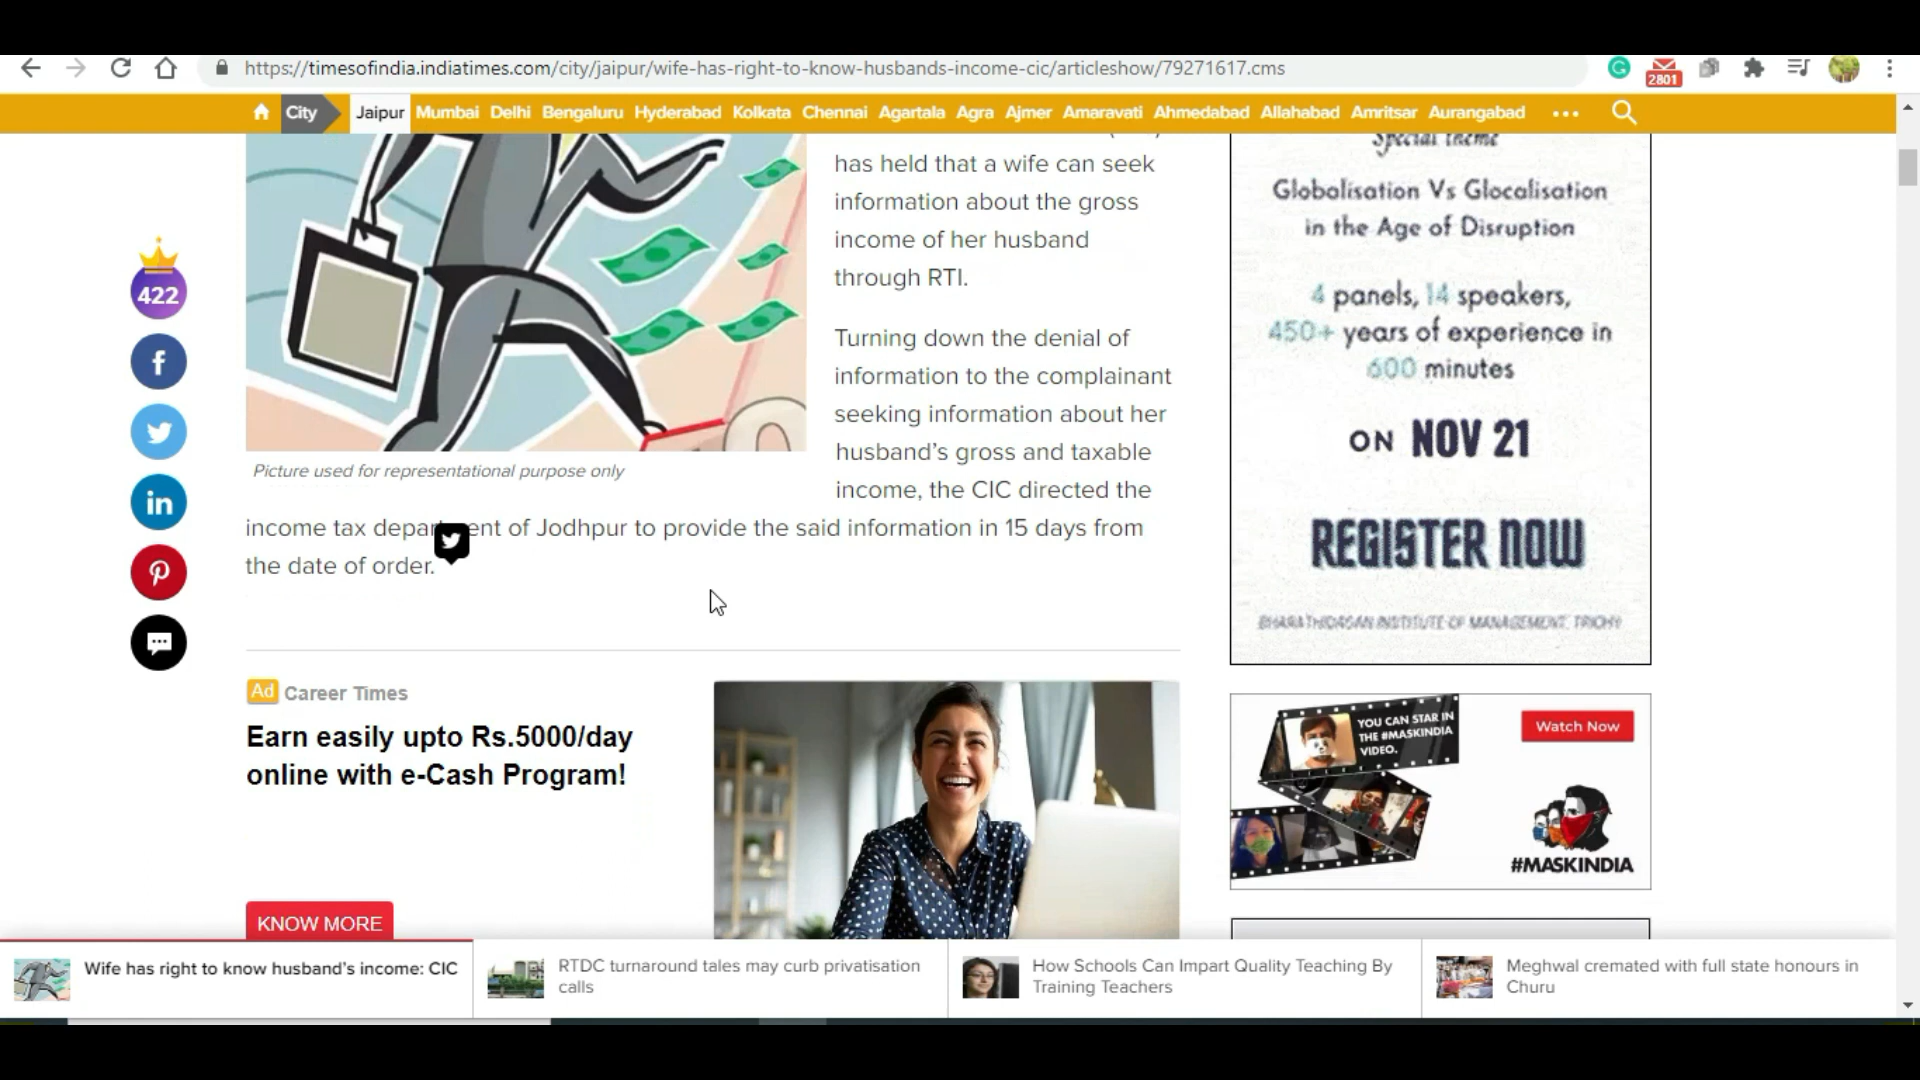 https://timesofindia.indiatimes.com/city/jaipur/wife-has-right-to-know-husbands-income-cic/articleshow/79271617.cms
2801
City
Jaipur Mumbai Delhi Bengaluru Hyderabad Kolkata Chennai Agartala Agra Ajmer Amaravati Ahmedabad Allahabad Amritsar Aurangabad
422
has held that a wife can seek
information about the gross
income of her husband
through RTI.
Turning down the denial of
information to the complainant
seeking information about her
husband's gross and taxable
income, the CIC directed the
Picture used for representational purpose only
income tax department of Jodhpur to provide the said information in 15 days from
the date of order.
Special theme
Globalisation Vs Glocalisation
in the Age of Disruption
4 panels, 14 speakers,
450+ years of experience in
600 minutes
ON NOV 21
REGISTER NOW
BHARATHIDASAN INSTITUTE OF MANAGEMENT, TRICHY
Ad Career Times
Earn easily upto Rs.5000/day
online with e-Cash Program!
KNOW MORE
YOU CAN STAR IN
THE #MASKINDIA
VIDEO.
Watch Now
#MASKINDIA
Wife has right to know husband's income: CIC
RTDC turnaround tales may curb privatisation
calls
How Schools Can Impart Quality Teaching By
Training Teachers
Meghwal cremated with full state honours in
Churu